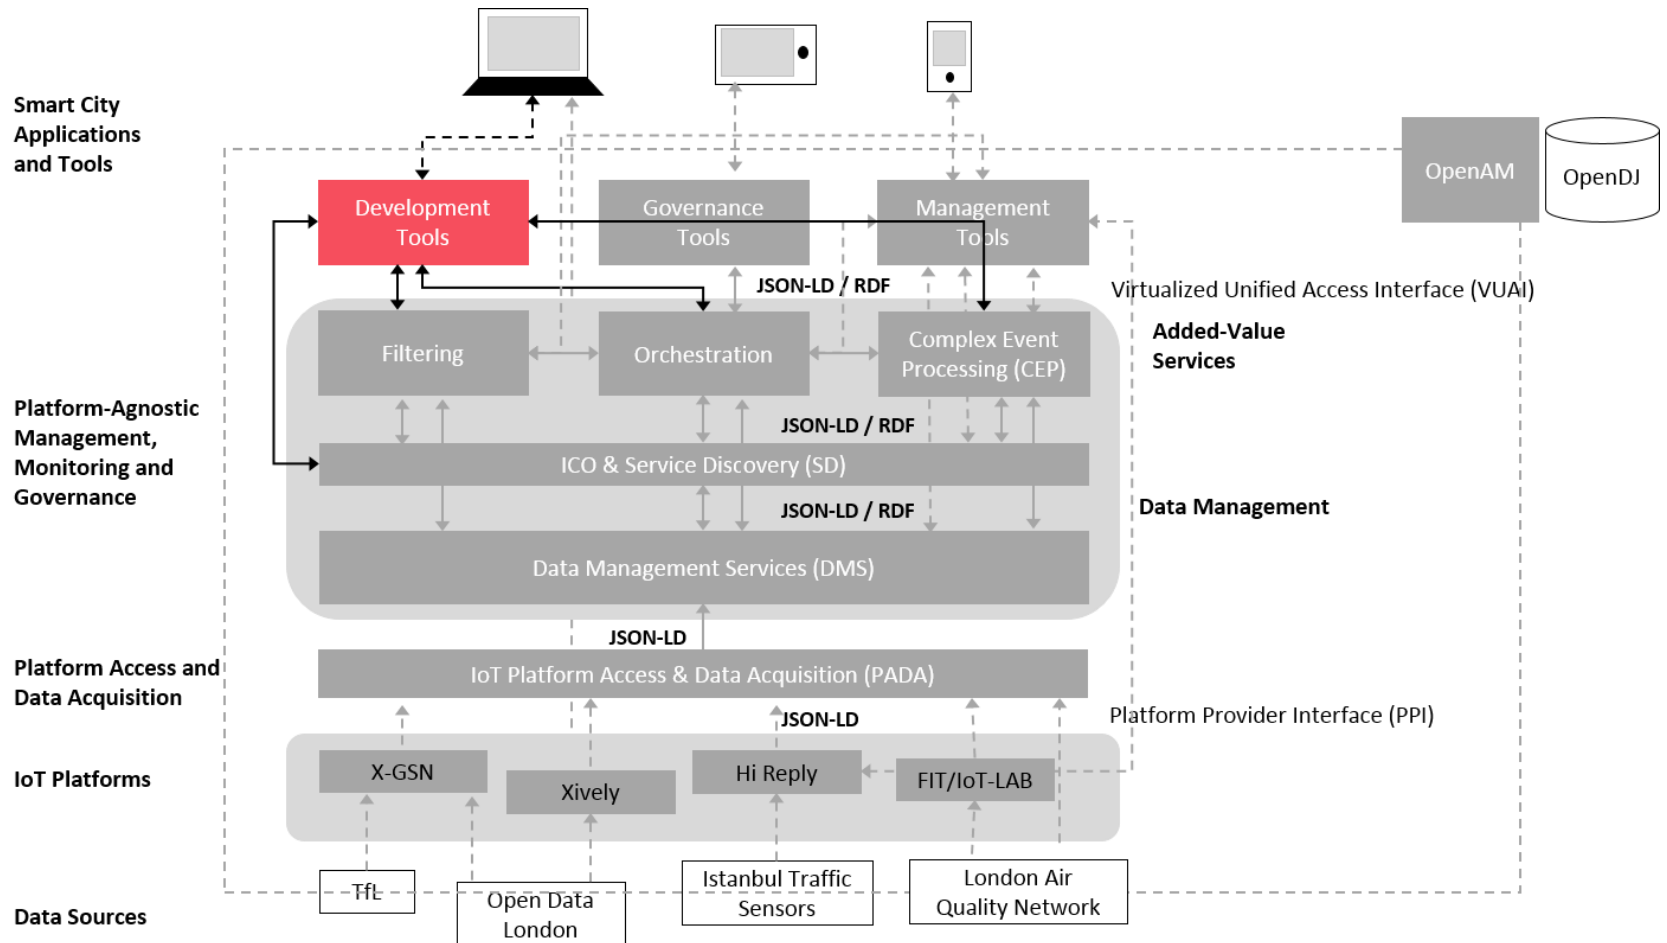 Smart City
Applications
and Tools
OpenAM
OpenDJ
Development
Tools
Governance
Tools
Management
Tools
JSON-LD / RDF
Virtualized Unified Access Interface (VUAI)
Added-Value
Services
Filtering
Orchestration
Complex Event
Processing (CEP)
Platform-Agnostic
Management,
Monitoring and
Governance
JSON-LD / RDF
ICO & Service Discovery (SD)
JSON-LD / RDF
Data Management
Data Management Services (DMS)
JSON-LD
Platform Access and
Data Acquisition
IoT Platform Access & Data Acquisition (PADA)
JSON-LD
Platform Provider Interface (PPI)
IoT Platforms
X-GSN
Xively
Hi Reply
FIT/IoT-LAB
Data Sources
TfL
Open Data
London
Istanbul Traffic
Sensors
London Air
Quality Network